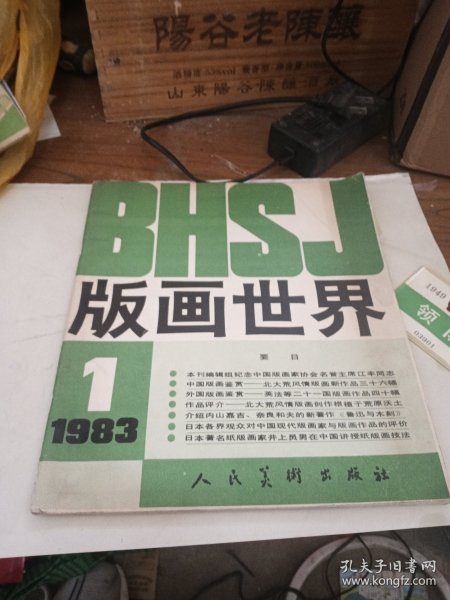 陽谷老陳釀
山東陽谷陳釀
BHSJ
版画世界
要目
本刊编辑组纪念中国版画家协会名誉主席江丰同志
中国版画鉴赏——北大荒风情版画新作品三十六幅
外国版画鉴赏——英法等二十一国版画作品四十幅
作品评介——北大荒风情版画创作根植于荒原沃土
介绍内山嘉吉、奈良和夫的新著作《鲁迅与木刻》
日本各界观众对中国现代版画家与版画作品的评价
日本著名纸版画家井上员男在中国讲授纸版画技法
1
1983
人民美術出版社
1949
领
03901
孔夫子旧书网
www.kongfz.com